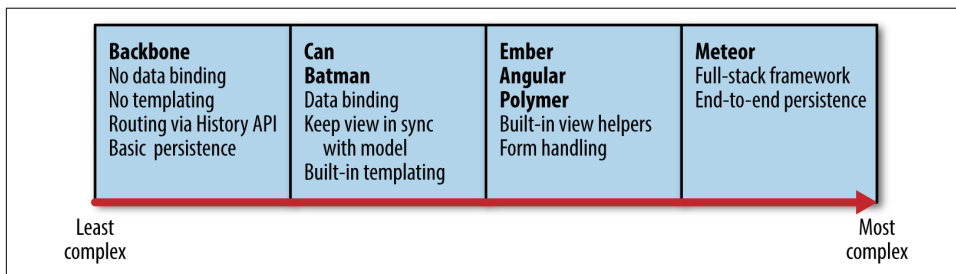 Backbone
No data binding
No templating
Routing via History API
Basic persistence
Can
Batman
Data binding
Keep view in sync
with model
Built-in templating
Ember
Angular
Polymer
Built-in view helpers
Form handling
Meteor
Full-stack framework
End-to-end persistence
Least
complex
Most
complex